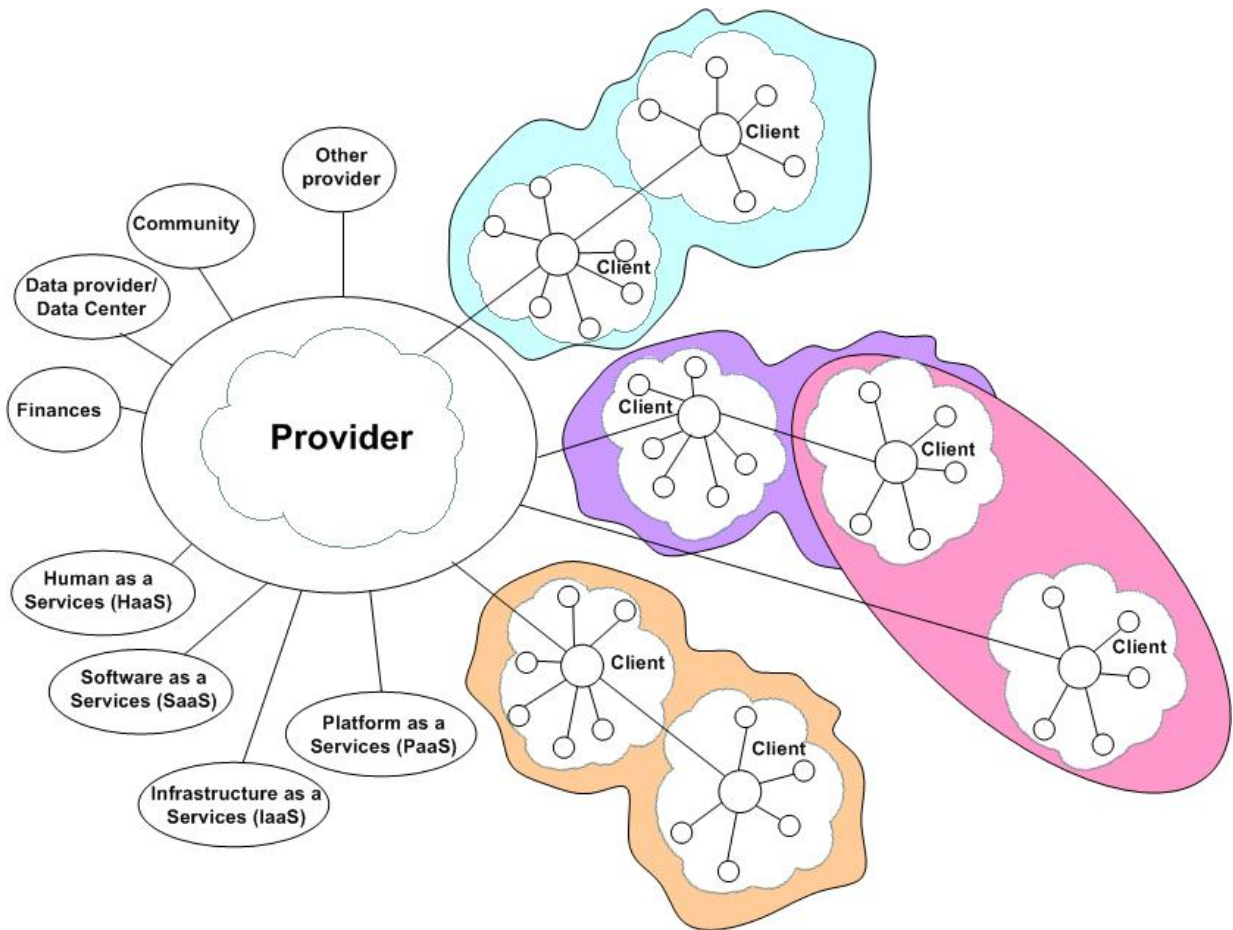 Other
provider
Community
Data provider/
Data Center
Finances
Provider
Human as a
Services (HaaS)
Software as a
Services (SaaS)
Infrastructure as a
Services (IaaS)
Platform as a
Services (PaaS)
Client
Client
Client
Client
Client
Client
Client